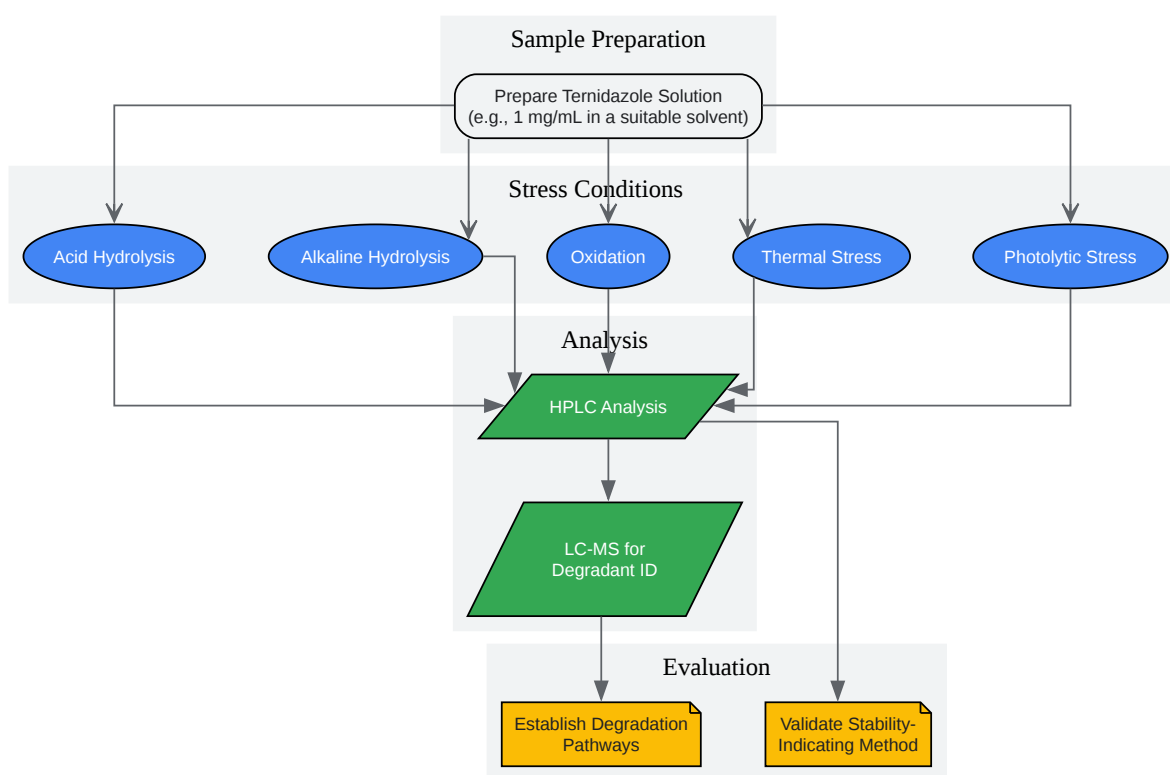 Sample Preparation
Prepare Ternidazole Solution
(e.g., 1 mg/mL in a suitable solvent)
Stress Conditions
Acid Hydrolysis
Alkaline Hydrolysis
Oxidation
Thermal Stress
Photolytic Stress
Analysis
HPLC Analysis
LC-MS for
Degradant ID
Evaluation
Establish Degradation
Pathways
Validate Stability-
Indicating Method